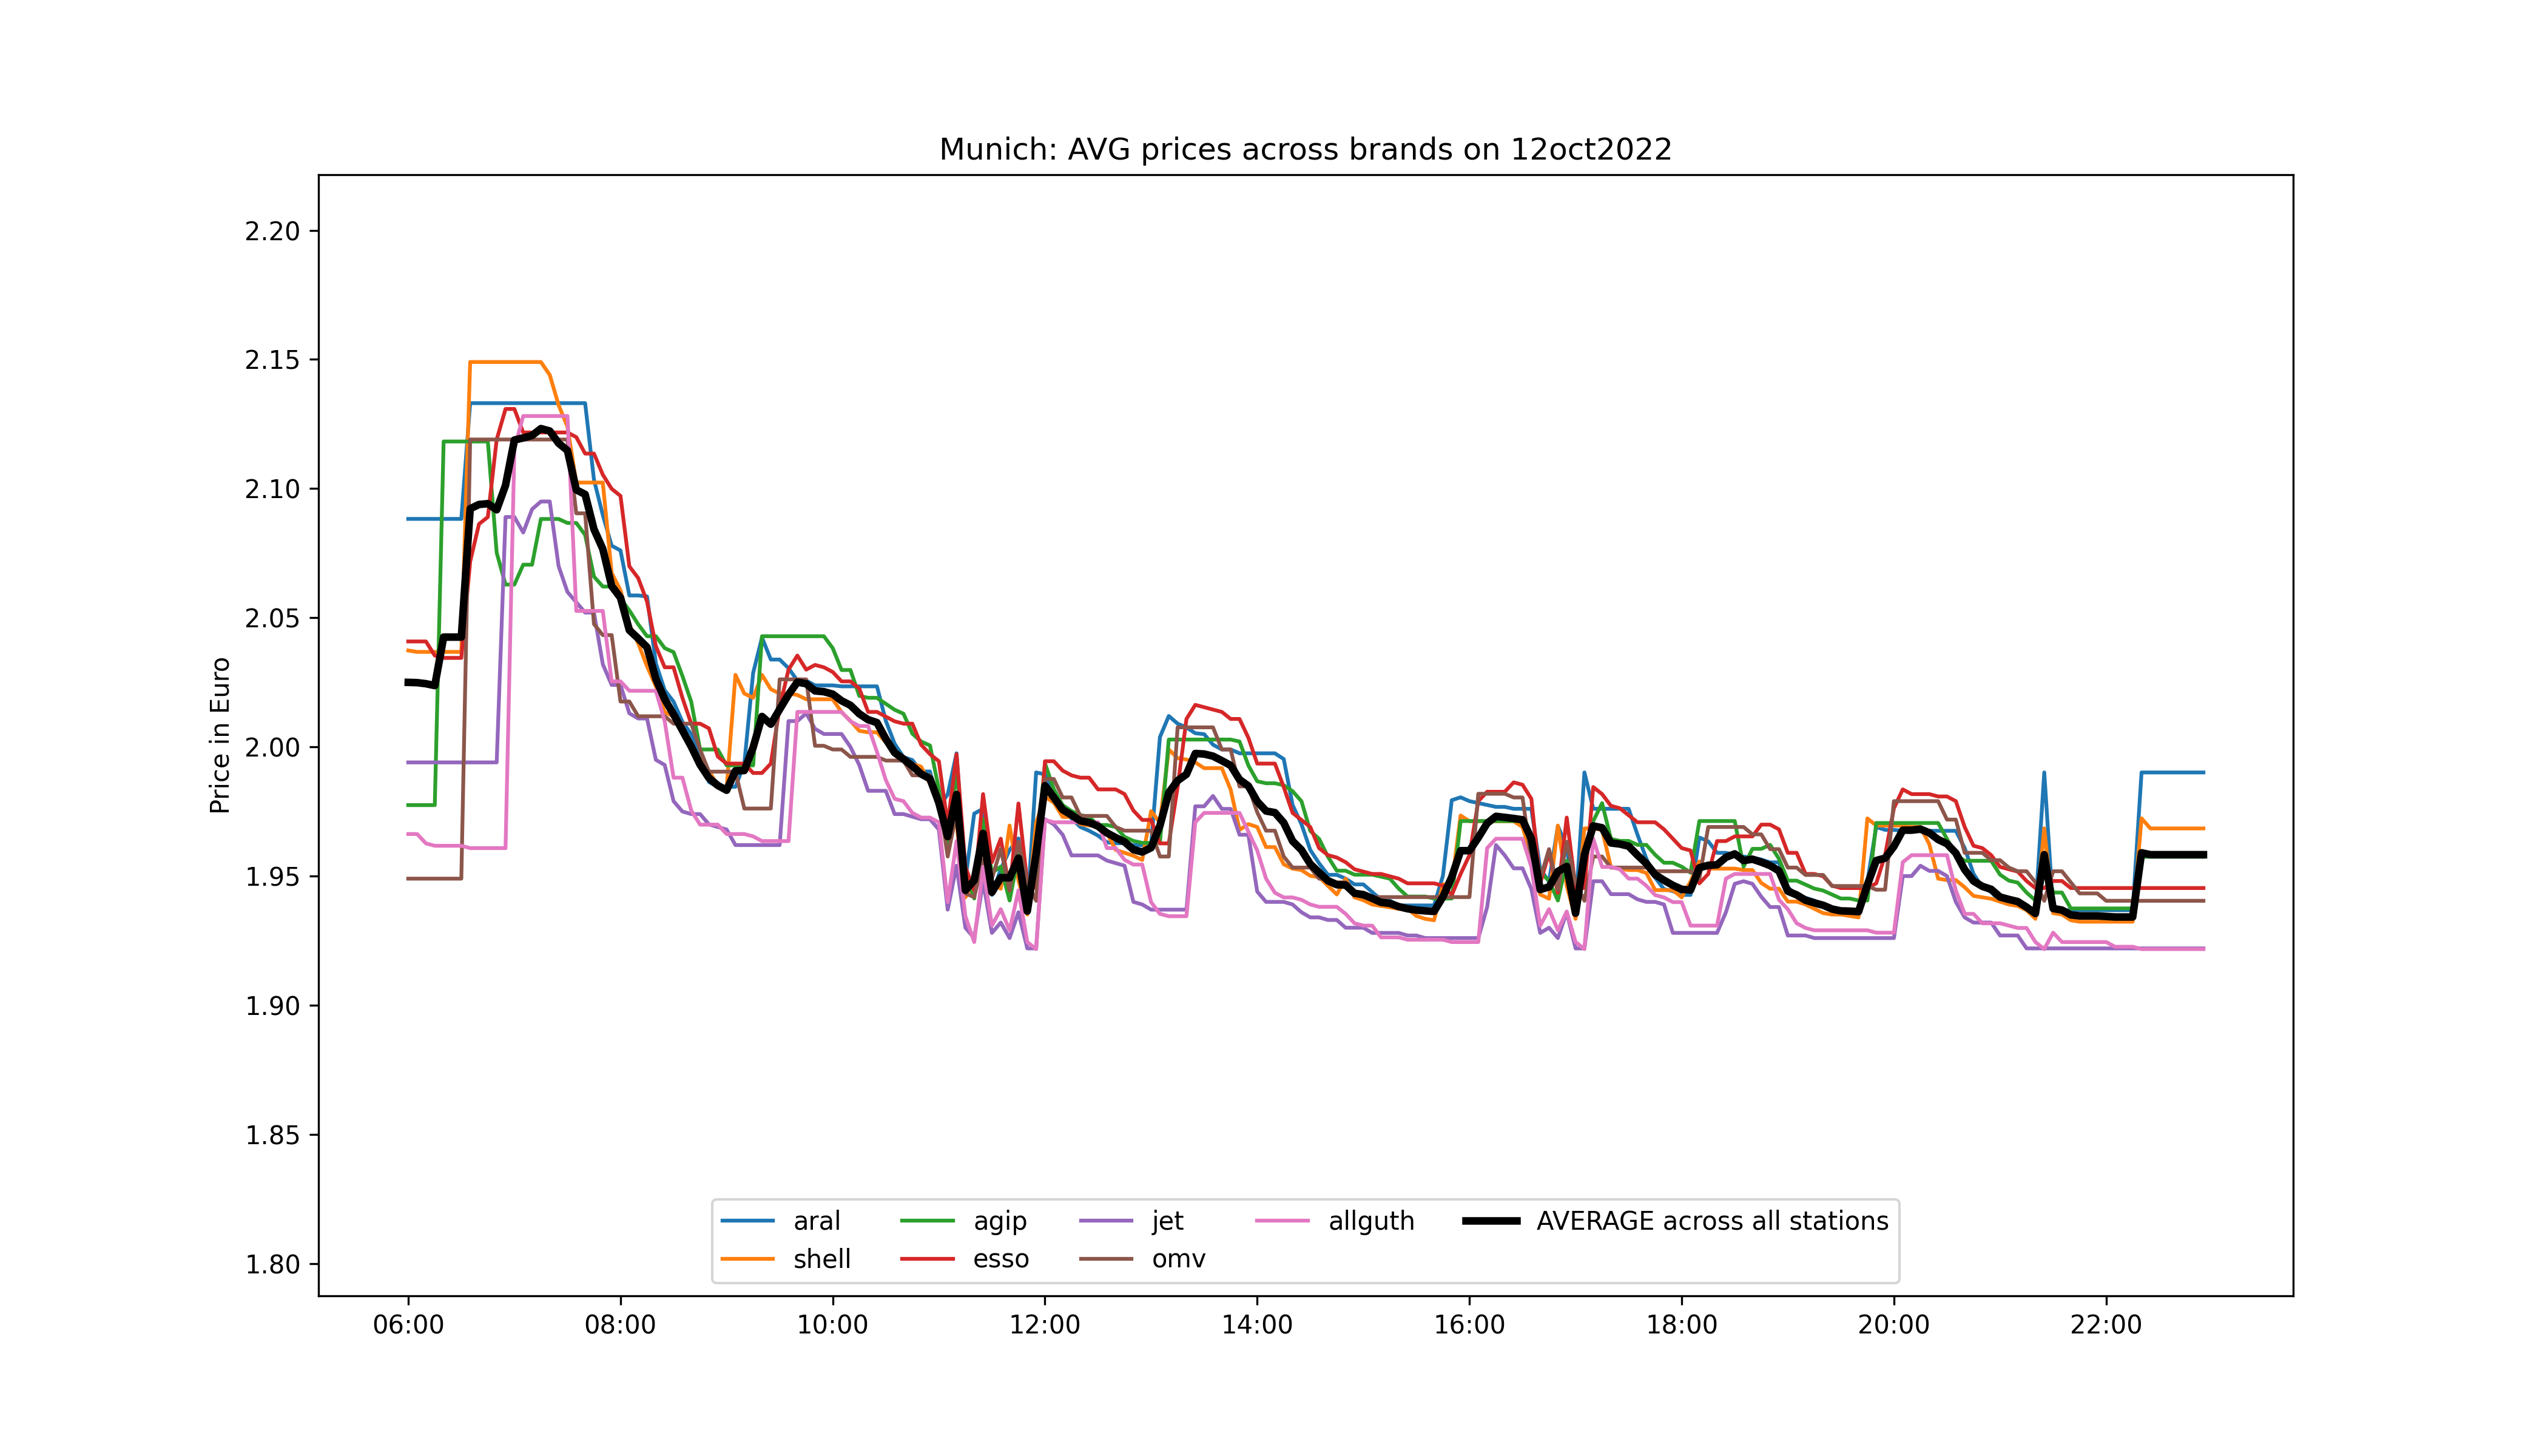 Munich: AVG prices across brands on 12oct2022
Price in Euro
2.20
2.15
2.10
2.05
2.00
1.95
1.90
1.85
1.80
aral agip jet allguth AVERAGE across all stations
shell esso omv
06:00 08:00 10:00 12:00 14:00 16:00 18:00 20:00 22:00